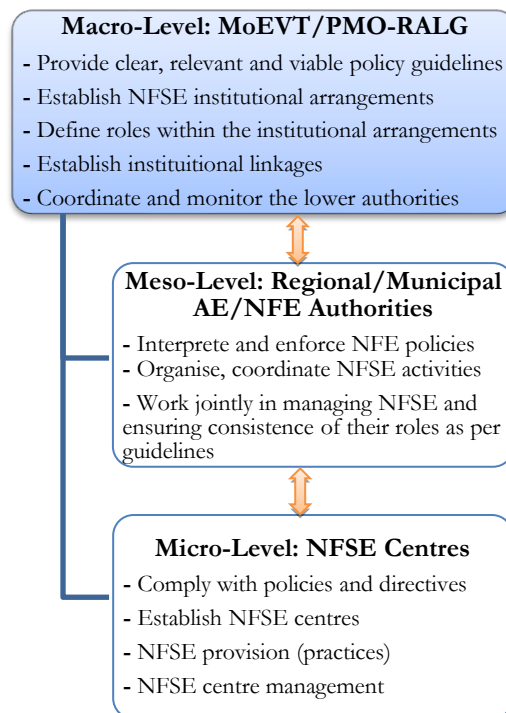 Macro-Level: MoEVT/PMO-RALG
- Provide clear, relevant and viable policy guidelines
- Establish NFSE institutional arrangements
- Define roles within the institutional arrangements
- Establish instituitional linkages
- Coordinate and monitor the lower authorities
Meso-Level: Regional/Municipal
AE/NFE Authorities
- Interprete and enforce NFE policies
- Organise, coordinate NFSE activities
- Work jointly in managing NFSE and
ensuring consistence of their roles as per
guidelines
Micro-Level: NFSE Centres
- Comply with policies and directives
- Establish NFSE centres
- NFSE provision (practices)
- NFSE centre management